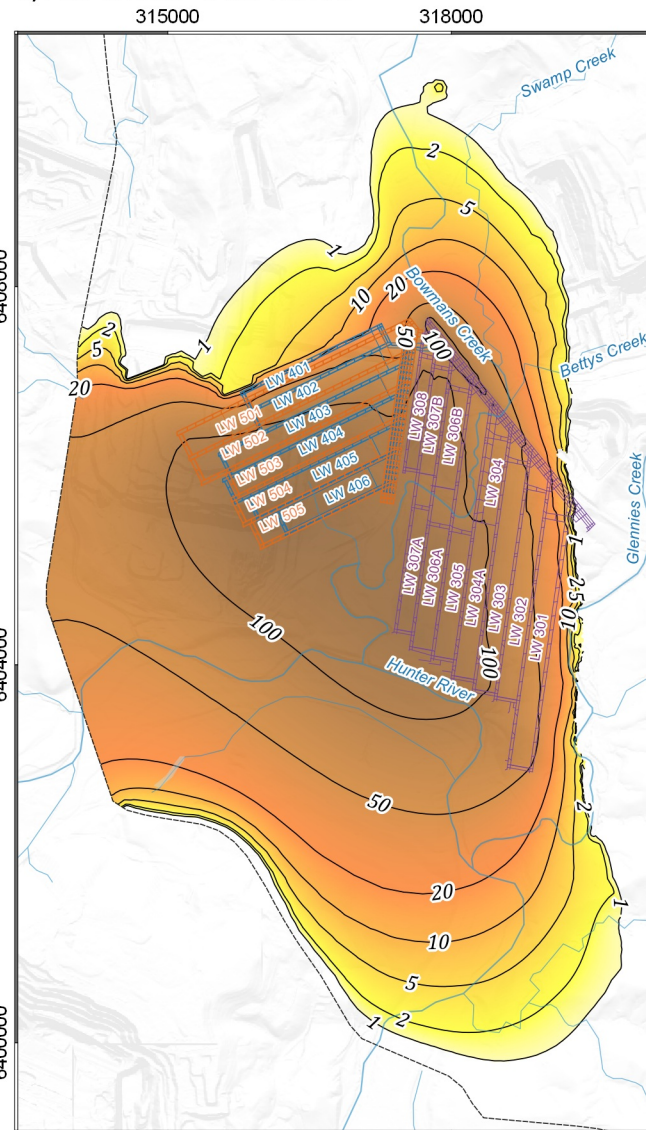 315000
318000
Swamp Creek
2
5
1
10
20
Bowmans Creek
2
5
1
50
100
Bettys Creek
20
LW 401
LW 402
LW 403
LW 404
LW 405
LW 406
LW 501
LW 502
LW 503
LW 504
LW 505
LW 308
LW 307B
LW 306B
LW 304
Glennies Creek
LW 307A
LW 306A
LW 305
LW 304A
LW 303
LW 302
LW 301
1
2
5
10
100
100
6404000
Hunter River
50
2
20
1
10
5
1
2